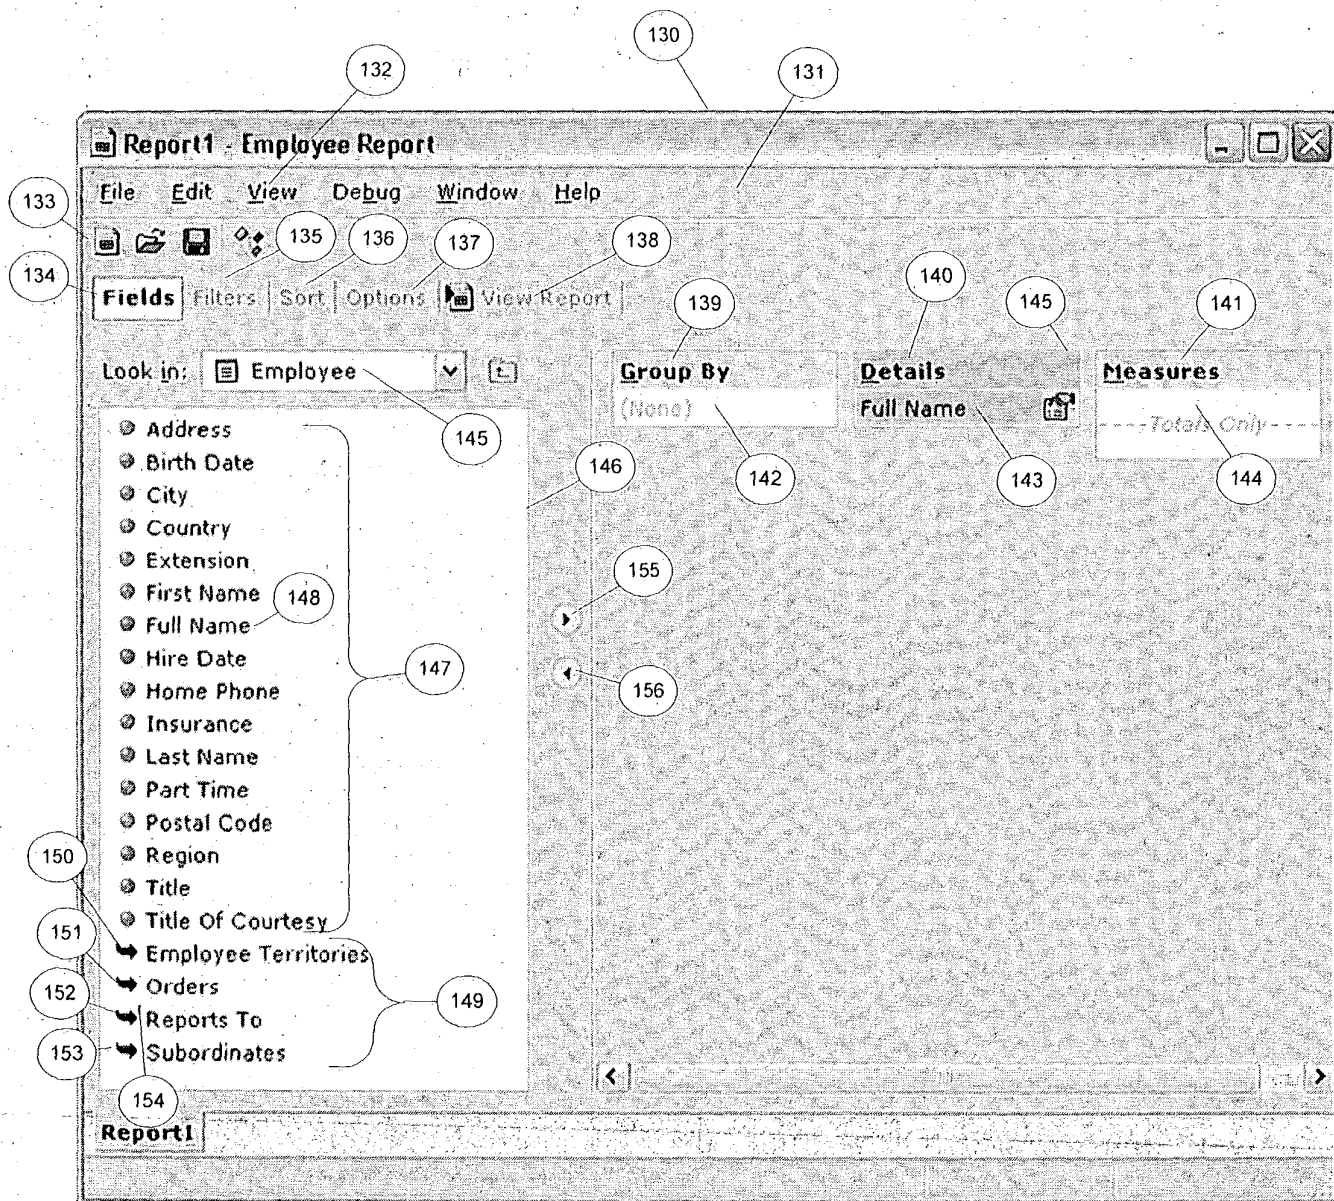 130
132
131
Report1 - Employee Report
File Edit View Debug Window Help
133
135 136 137 138
134
140
145
139
141
Fields Filters Sort Options View Report
Look in: Employee
Group By
Details
Measures
(None)
Full Name
- - - -Totals Only- - - -
145
146
142
143
144
Address
Birth Date
City
Country
Extension
First Name
148
Full Name
Hire Date
Home Phone
Insurance
Last Name
Part Time
Postal Code
Region
Title
Title Of Courtesy
Employee Territories
Orders
Reports To
Subordinates
155
147
156
150
151
152
149
153
154
Report1